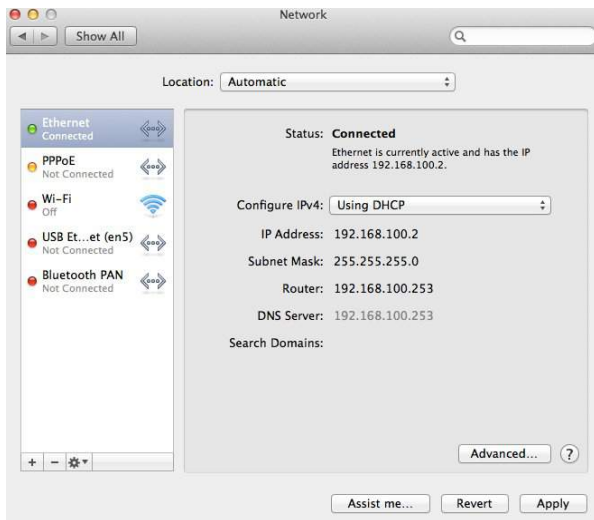 Network
Show All
Location: Automatic
Ethernet
Connected
PPPoE
Not Connected
Wi-Fi
Off
USB Et...et (en5)
Not Connected
Bluetooth PAN
Not Connected
Status: Connected
Ethernet is currently active and has the IP
address 192.168.100.2.
Configure IPv4: Using DHCP
IP Address: 192.168.100.2
Subnet Mask: 255.255.255.0
Router: 192.168.100.253
DNS Server: 192.168.100.253
Search Domains:
+ −
Advanced... ?
Assist me... Revert Apply